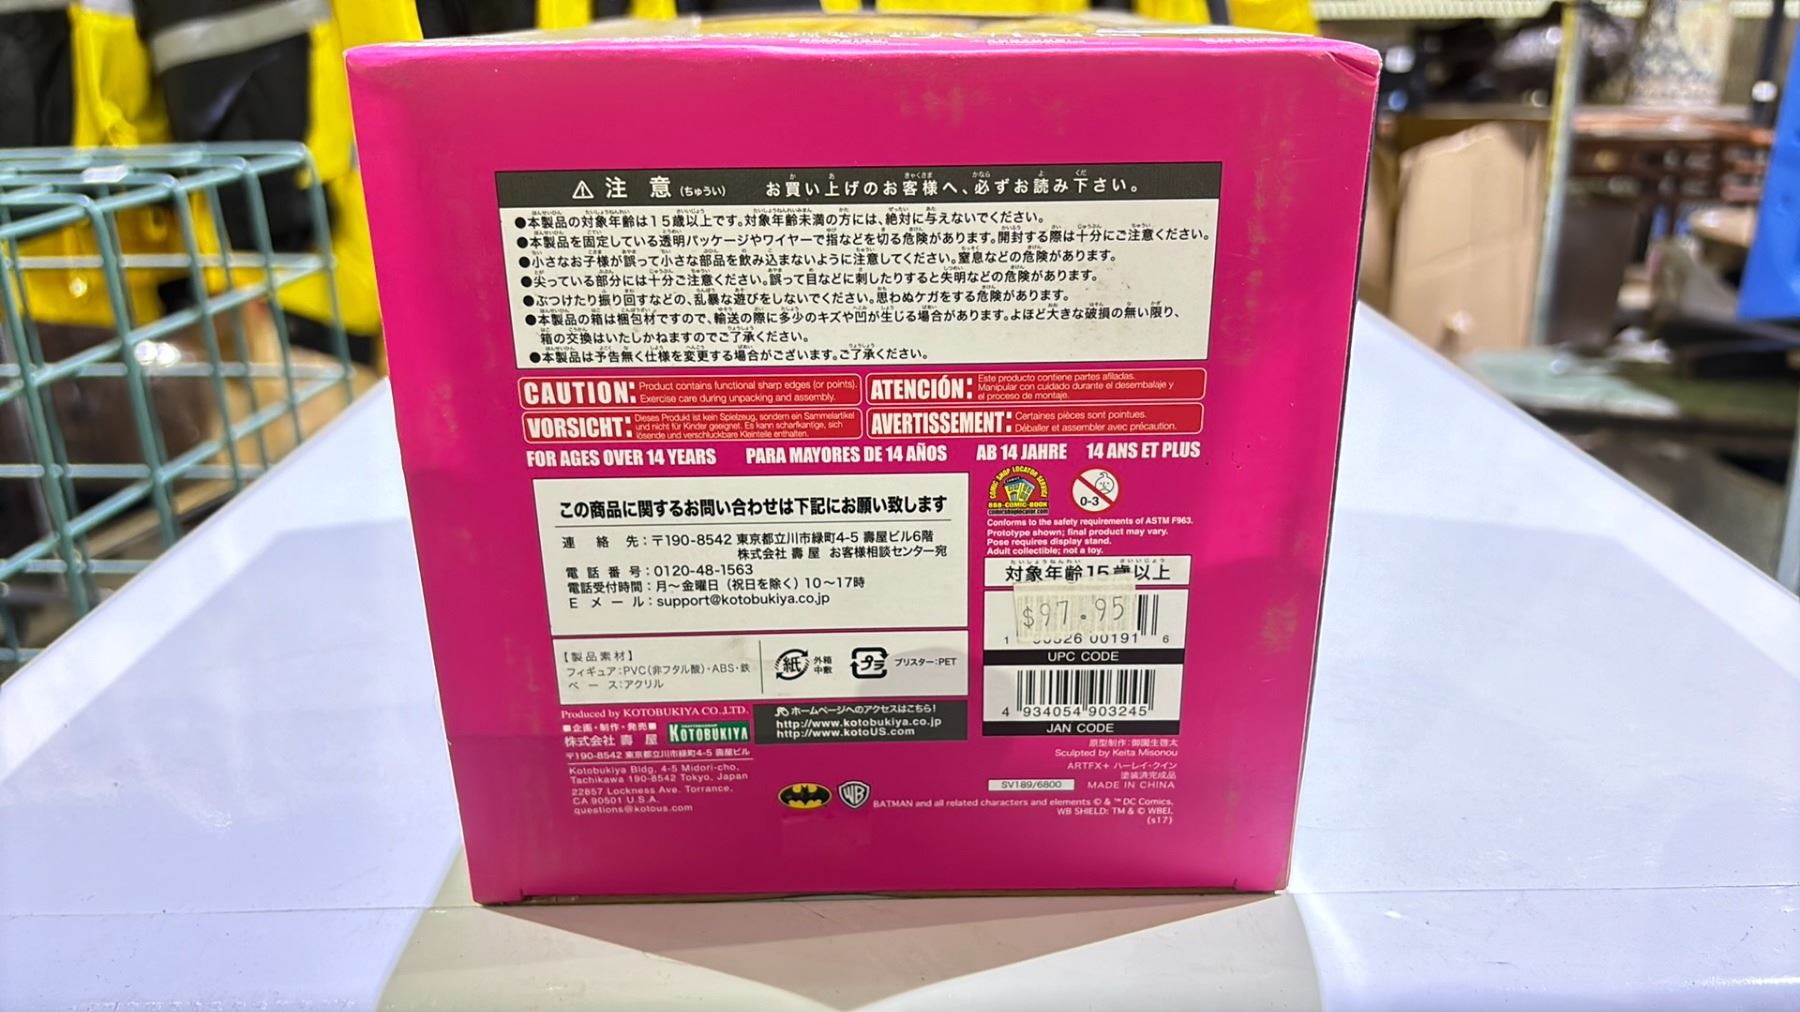 ⚠ 注 意 (ちゅうい) お買い上げのお客様へ、必ずお読み下さい。
●本製品の対象年齢は15歳以上です。対象年齢未満の方には、絶対に与えないでください。
●本製品を固定している透明パッケージやワイヤーで指などを切る危険があります。開封する際は十分にご注意ください。
●小さなお子様が誤って小さな部品を飲み込まないように注意してください。窒息などの危険があります。
●尖っている部分には十分ご注意ください。誤って目などに刺したりすると失明などの危険があります。
●ぶつけたり振り回すなどの、乱暴な遊びをしないでください。思わぬケガをする危険があります。
●本製品の箱は梱包材ですので、輸送の際に多少のキズや凹が生じる場合があります。よほど大きな破損の無い限り、
箱の交換はいたしかねますのでご了承ください。
●本製品は予告無く仕様を変更する場合がございます。ご了承ください。
CAUTION: Product contains functional sharp edges (or points).
Exercise care during unpacking and assembly.
ATENCIÓN: Este producto contiene partes afiladas.
Manipular con cuidado durante el desembalaje y
el proceso de montaje.
VORSICHT: Dieses Produkt ist kein Spielzeug, sondern ein Sammelartikel
und nicht für Kinder geeignet. Es kann scharfkantige, sich
lösende und verschluckbare Kleinteile enthalten.
AVERTISSEMENT: Certaines pièces sont pointues.
Déballer et assembler avec précaution.
FOR AGES OVER 14 YEARS PARA MAYORES DE 14 AÑOS AB 14 JAHRE 14 ANS ET PLUS
この商品に関するお問い合わせは下記にお願い致します
連絡先:〒190-8542 東京都立川市緑町4-5 壽屋ビル6階
株式会社 壽屋 お客様相談センター宛
電話番号:0120-48-1563
電話受付時間:月〜金曜日(祝日を除く)10〜17時
Eメール:support@kotobukiya.co.jp
【製品素材】
フィギュア:PVC(非フタル酸)・ABS・鉄
ベース:アクリル
紙 外箱
中敷
プラ ブリスター:PET
Produced by KOTOBUKIYA CO.,LTD.
■企画・制作・発売■
株式会社 壽屋 KOTOBUKIYA
〒190-8542 東京都立川市緑町4-5 壽屋ビル
Kotobukiya Bldg, 4-5 Midori-cho,
Tachikawa 190-8542 Tokyo, Japan
22857 Lockness Ave. Torrance,
CA 90501 U.S.A.
questions@kotous.com
ホームページへのアクセスはこちら!
http://www.kotobukiya.co.jp
http://www.kotoUS.com
COMIC SHOP LOCATOR SERVICE
888-COMIC-BOOK
comicshoplocator.com
0-3
Conforms to the safety requirements of ASTM F963.
Prototype shown; final product may vary.
Pose requires display stand.
Adult collectible; not a toy.
対象年齢15歳以上
$97.95
00191 6
UPC CODE
4 934054 903245
JAN CODE
原型制作:御園生啓太
Sculpted by Keita Misonou
ARTFX+ ハーレイ・クイン
塗装済完成品
SV189/6800 MADE IN CHINA
WB
BATMAN and all related characters and elements © & ™ DC Comics.
WB SHIELD: TM & © WBEI.
(s17)